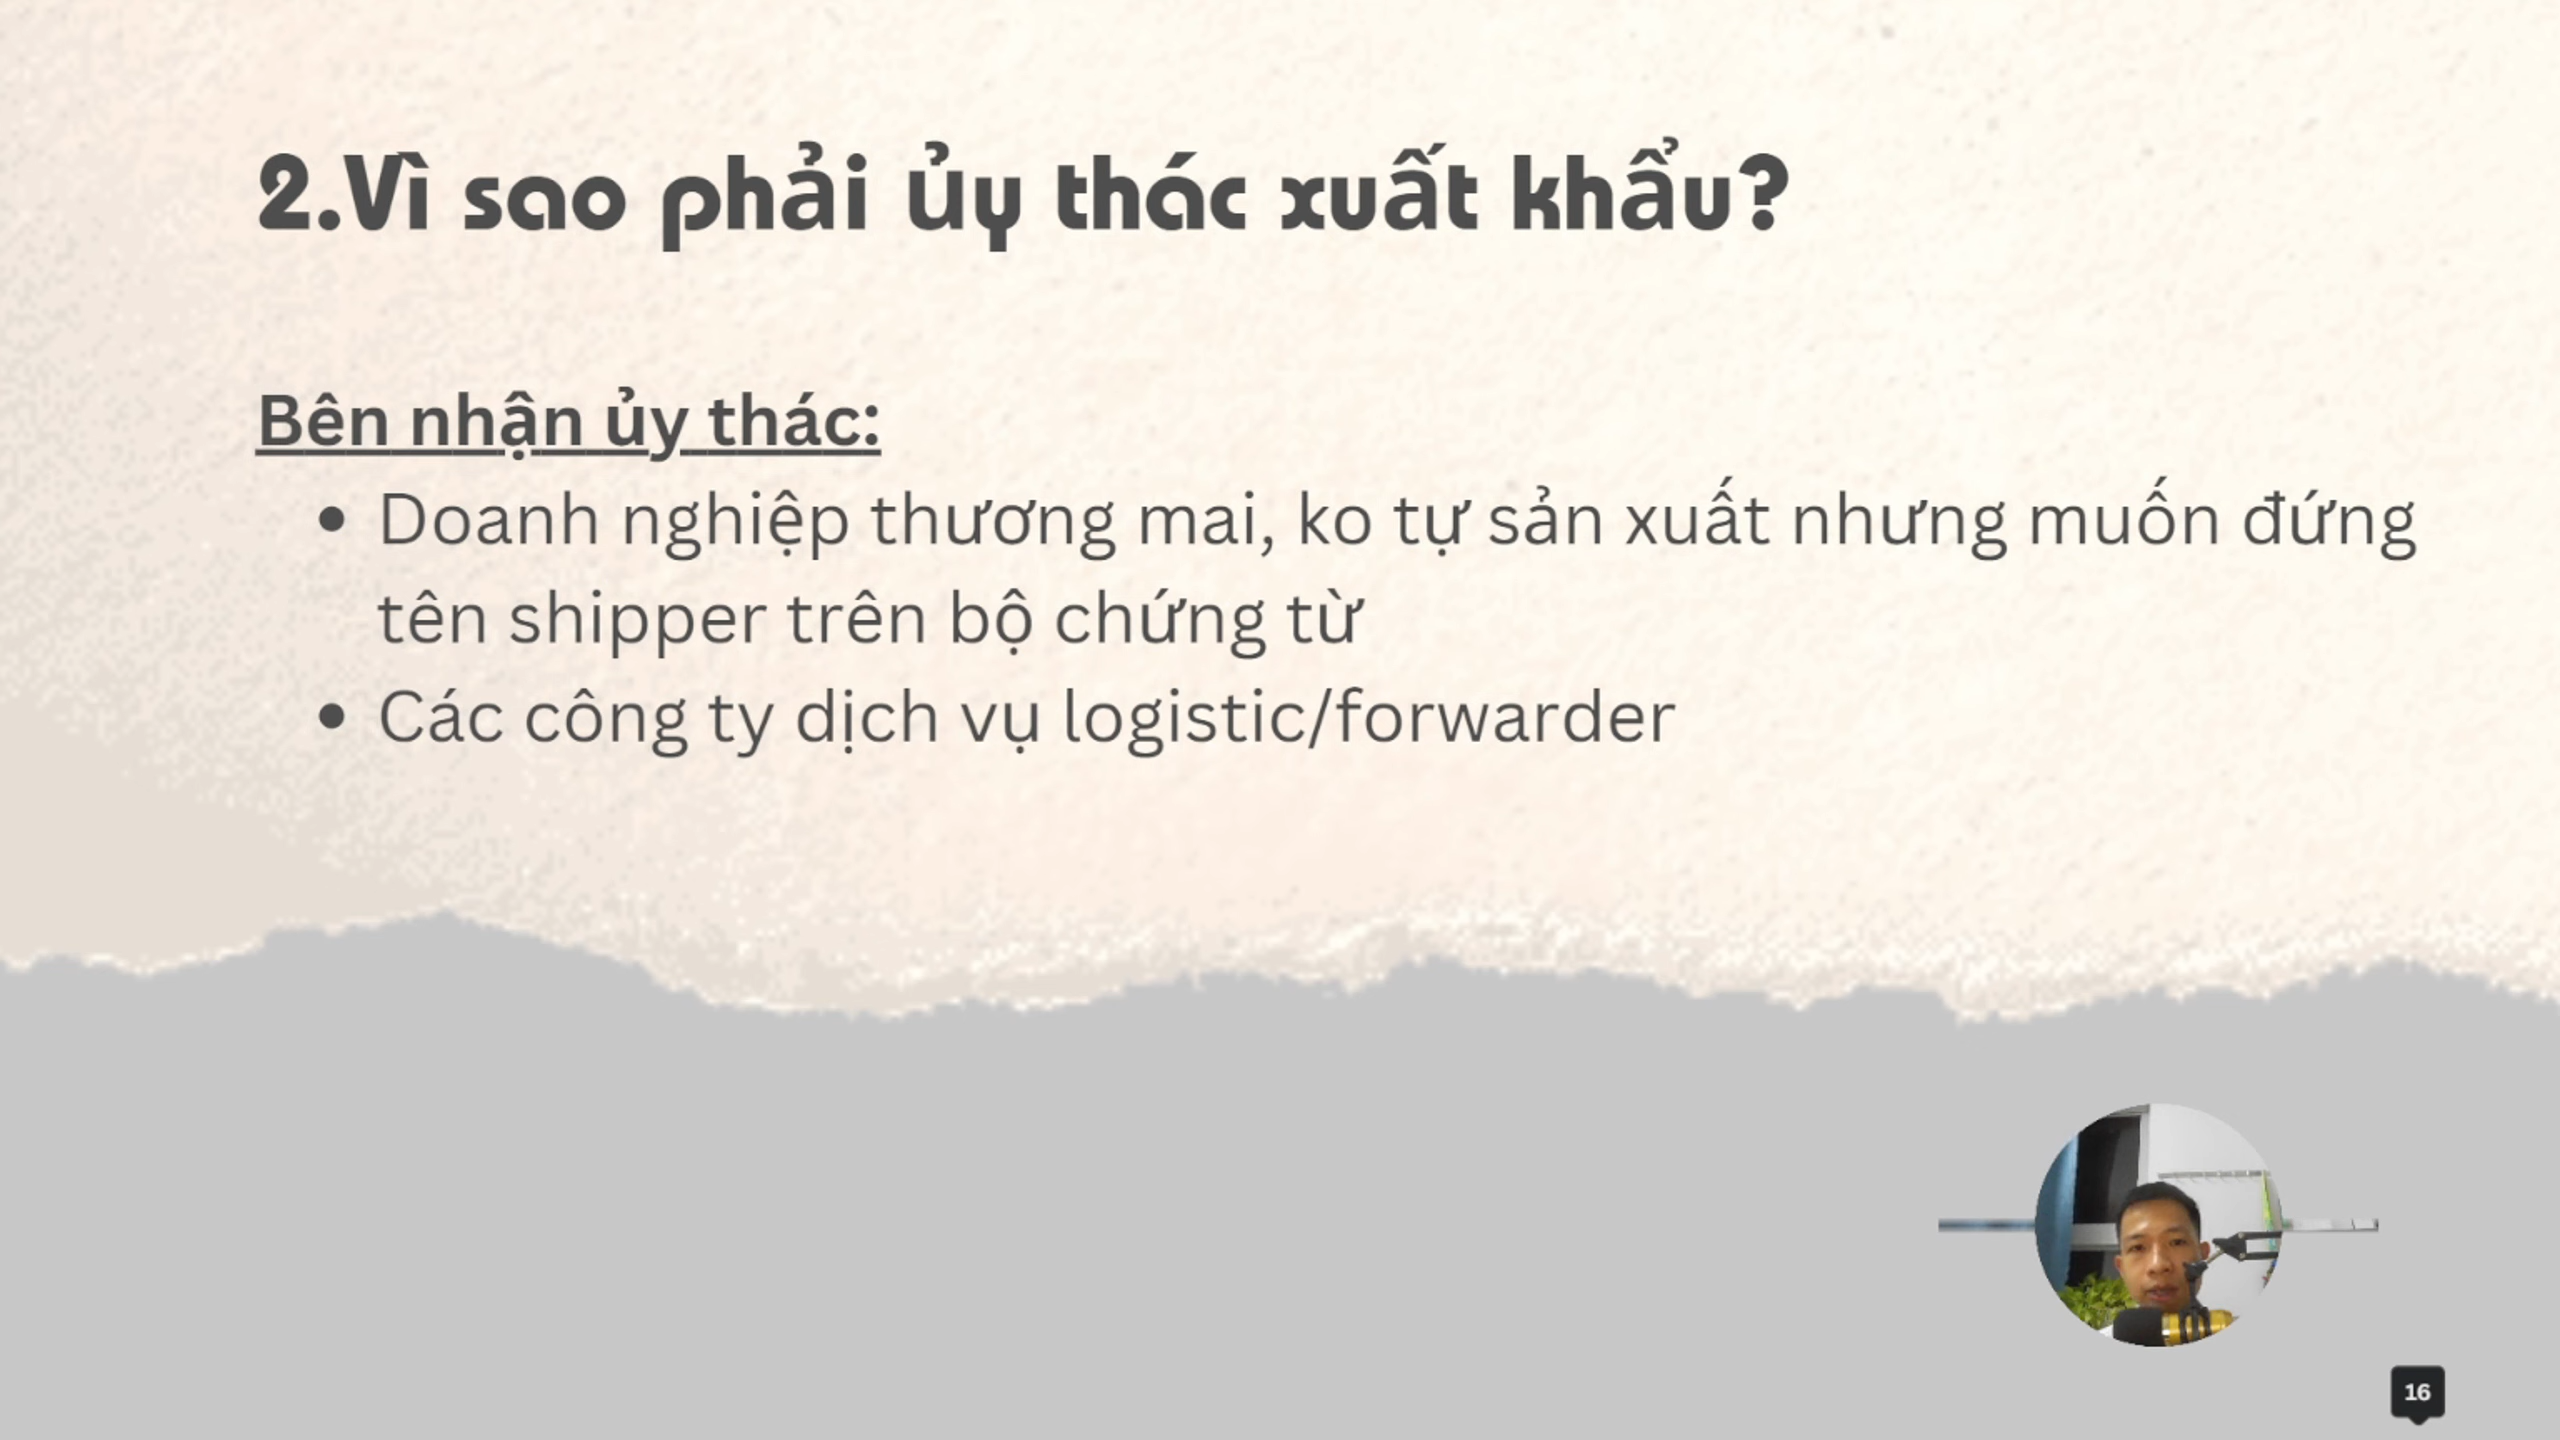 2.Vì sao phải ủy thác xuất khẩu?
Bên nhận ủy thác:
• Doanh nghiệp thương mai, ko tự sản xuất nhưng muốn đứng
tên shipper trên bộ chứng từ
• Các công ty dịch vụ logistic/forwarder
16